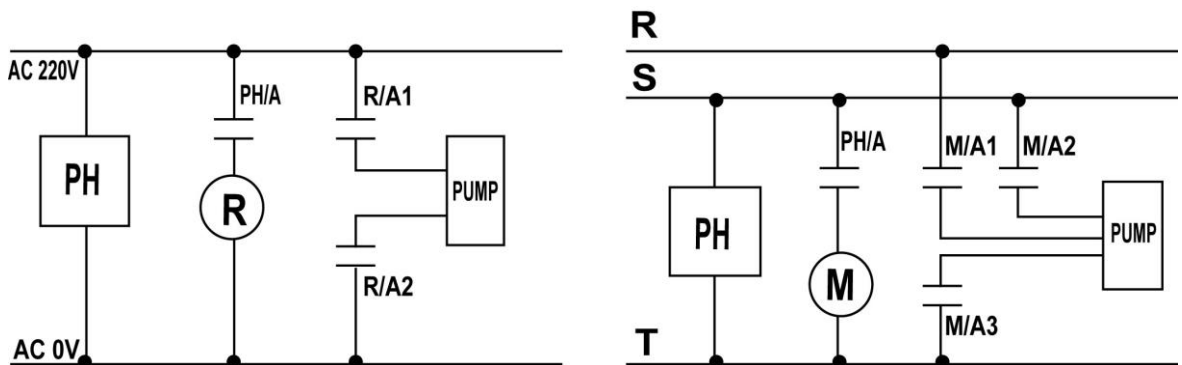 AC 220V
PH
PH/A
R
R/A1
PUMP
R/A2
AC 0V
R
S
PH/A
M/A1
M/A2
PH
PUMP
M
M/A3
T